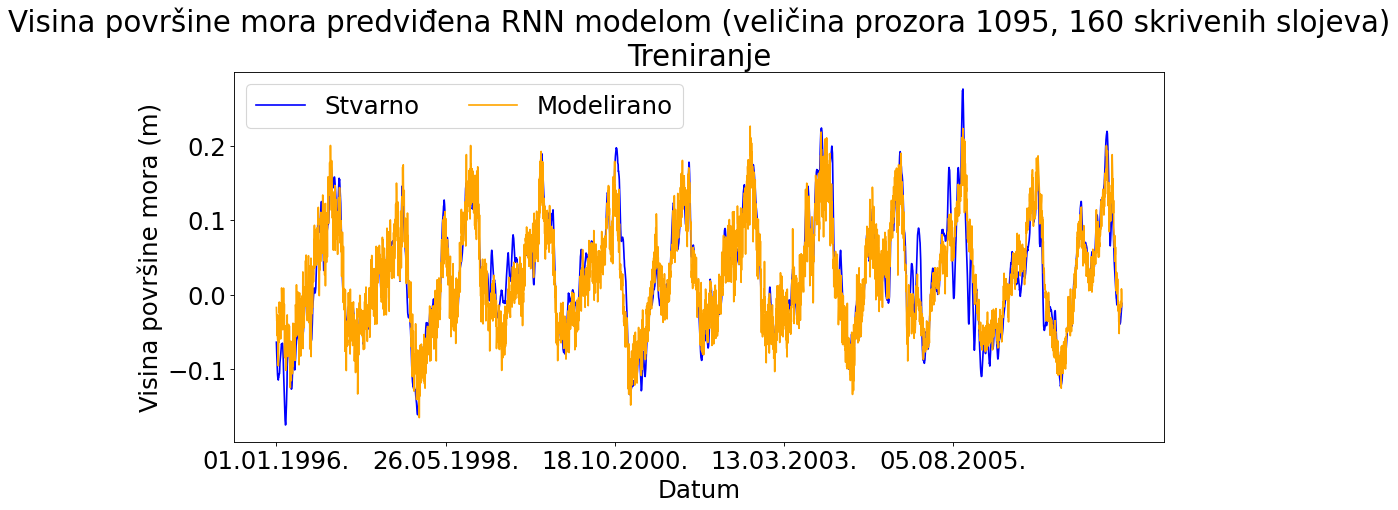 Visina površine mora predviđena RNN modelom (veličina prozora 1095, 160 skrivenih slojeva)
Treniranje
Stvarno
Modelirano
Visina površine mora (m)
0.2
0.1
0.0
−0.1
01.01.1996.
26.05.1998.
18.10.2000.
13.03.2003.
05.08.2005.
Datum